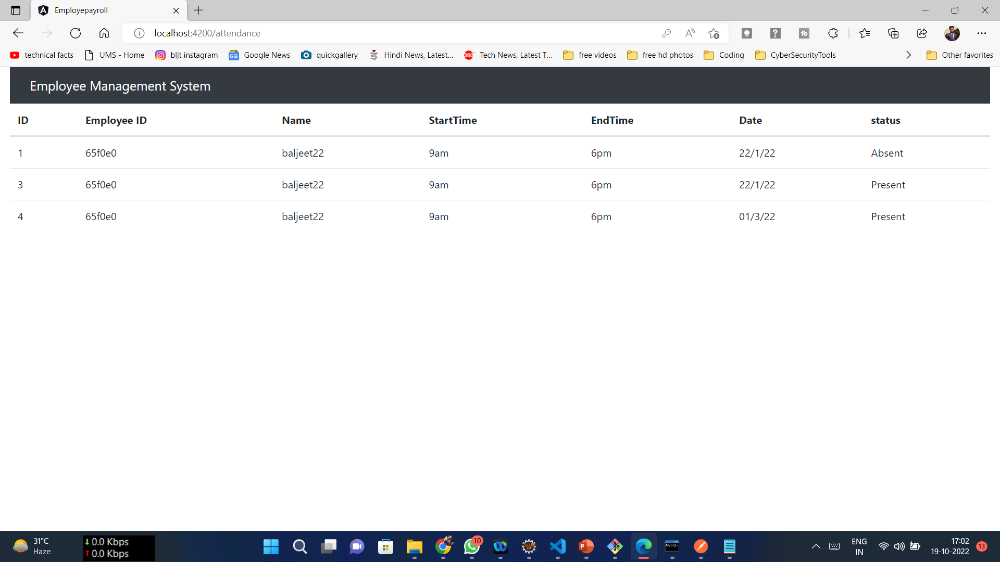 Employepayroll
localhost:4200/attendance
technical facts UMS - Home bljt instagram Google News quickgallery Hindi News, Latest... Tech News, Latest T... free videos free hd photos Coding CyberSecurityTools Other favorites
Employee Management System
ID Employee ID Name StartTime EndTime Date status
1 65f0e0 baljeet22 9am 6pm 22/1/22 Absent
3 65f0e0 baljeet22 9am 6pm 22/1/22 Present
4 65f0e0 baljeet22 9am 6pm 01/3/22 Present
31°C
Haze
↓ 0.0 Kbps
↑ 0.0 Kbps
10
MySQL
ENG
IN
17:02
19-10-2022
13